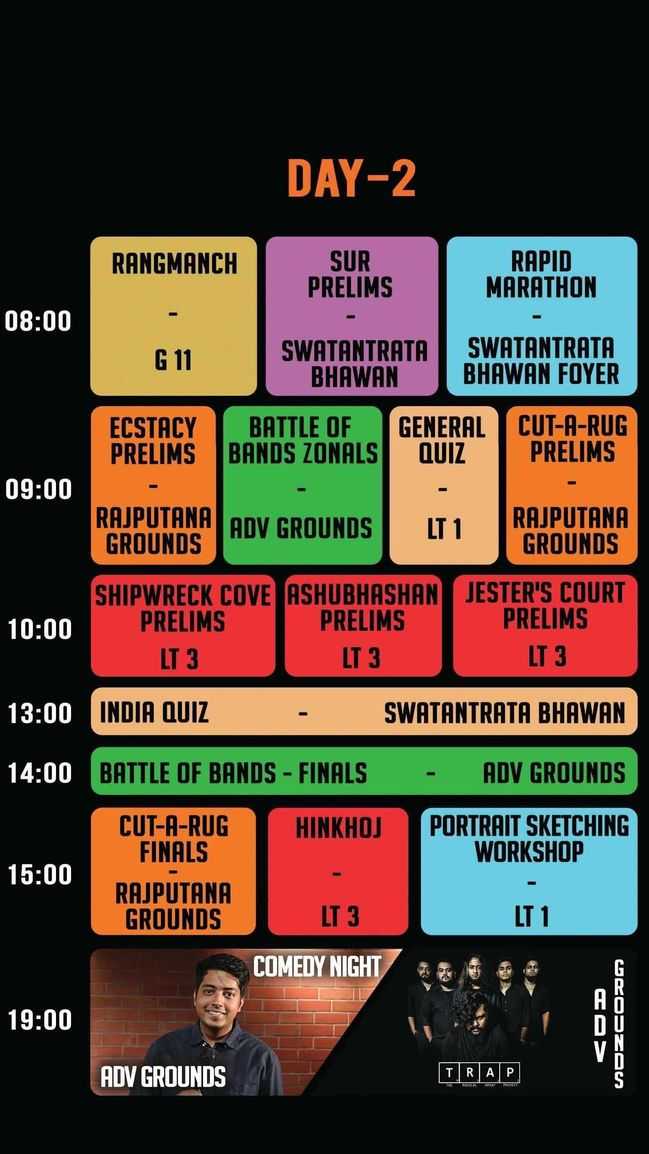 DAY-2
08:00
RANGMANCH
-
G 11
SUR
PRELIMS
-
SWATANTRATA
BHAWAN
RAPID
MARATHON
-
SWATANTRATA
BHAWAN FOYER
09:00
ECSTACY
PRELIMS
-
RAJPUTANA
GROUNDS
BATTLE OF
BANDS ZONALS
-
ADV GROUNDS
GENERAL
QUIZ
-
LT 1
CUT-A-RUG
PRELIMS
-
RAJPUTANA
GROUNDS
10:00
SHIPWRECK COVE
PRELIMS
LT 3
ASHUBHASHAN
PRELIMS
LT 3
JESTER'S COURT
PRELIMS
LT 3
13:00
INDIA QUIZ - SWATANTRATA BHAWAN
14:00
BATTLE OF BANDS - FINALS - ADV GROUNDS
15:00
CUT-A-RUG
FINALS
-
RAJPUTANA
GROUNDS
HINKHOJ
-
LT 3
PORTRAIT SKETCHING
WORKSHOP
-
LT 1
19:00
COMEDY NIGHT
ADV GROUNDS
TRAP
ADV
GROUNDS